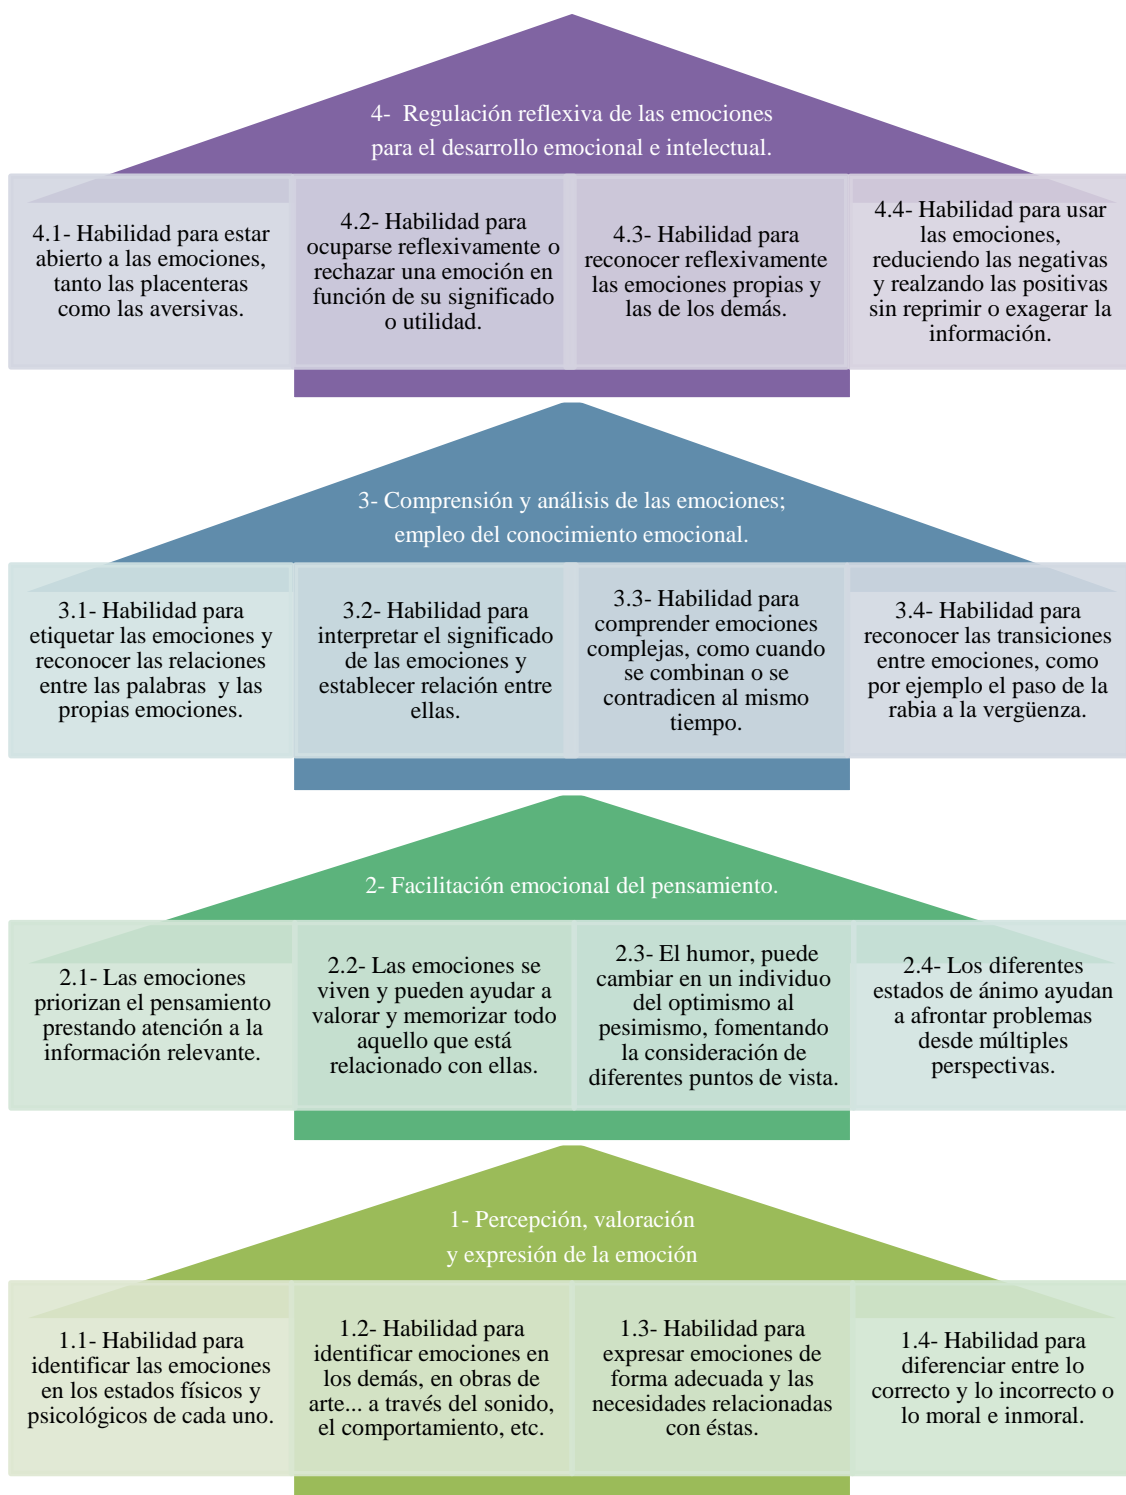 4-  Regulación reflexiva de las emociones
para el desarrollo emocional e intelectual.
4.1- Habilidad para estar
abierto a las emociones,
tanto las placenteras
como las aversivas.
4.2- Habilidad para
ocuparse reflexivamente o
rechazar una emoción en
función de su significado
o utilidad.
4.3- Habilidad para
reconocer reflexivamente
las emociones propias y
las de los demás.
4.4- Habilidad para usar
las emociones,
reduciendo las negativas
y realzando las positivas
sin reprimir o exagerar la
información.
3- Comprensión y análisis de las emociones;
empleo del conocimiento emocional.
3.1- Habilidad para
etiquetar las emociones y
reconocer las relaciones
entre las palabras  y las
propias emociones.
3.2- Habilidad para
interpretar el significado
de las emociones y
establecer relación entre
ellas.
3.3- Habilidad para
comprender emociones
complejas, como cuando
se combinan o se
contradicen al mismo
tiempo.
3.4- Habilidad para
reconocer las transiciones
entre emociones, como
por ejemplo el paso de la
rabia a la vergüenza.
2- Facilitación emocional del pensamiento.
2.1- Las emociones
priorizan el pensamiento
prestando atención a la
información relevante.
2.2- Las emociones se
viven y pueden ayudar a
valorar y memorizar todo
aquello que está
relacionado con ellas.
2.3- El humor, puede
cambiar en un individuo
del optimismo al
pesimismo, fomentando
la consideración de
diferentes puntos de vista.
2.4- Los diferentes
estados de ánimo ayudan
a afrontar problemas
desde múltiples
perspectivas.
1- Percepción, valoración
y expresión de la emoción
1.1- Habilidad para
identificar las emociones
en los estados físicos y
psicológicos de cada uno.
1.2- Habilidad para
identificar emociones en
los demás, en obras de
arte... a través del sonido,
el comportamiento, etc.
1.3- Habilidad para
expresar emociones de
forma adecuada y las
necesidades relacionadas
con éstas.
1.4- Habilidad para
diferenciar entre lo
correcto y lo incorrecto o
lo moral e inmoral.